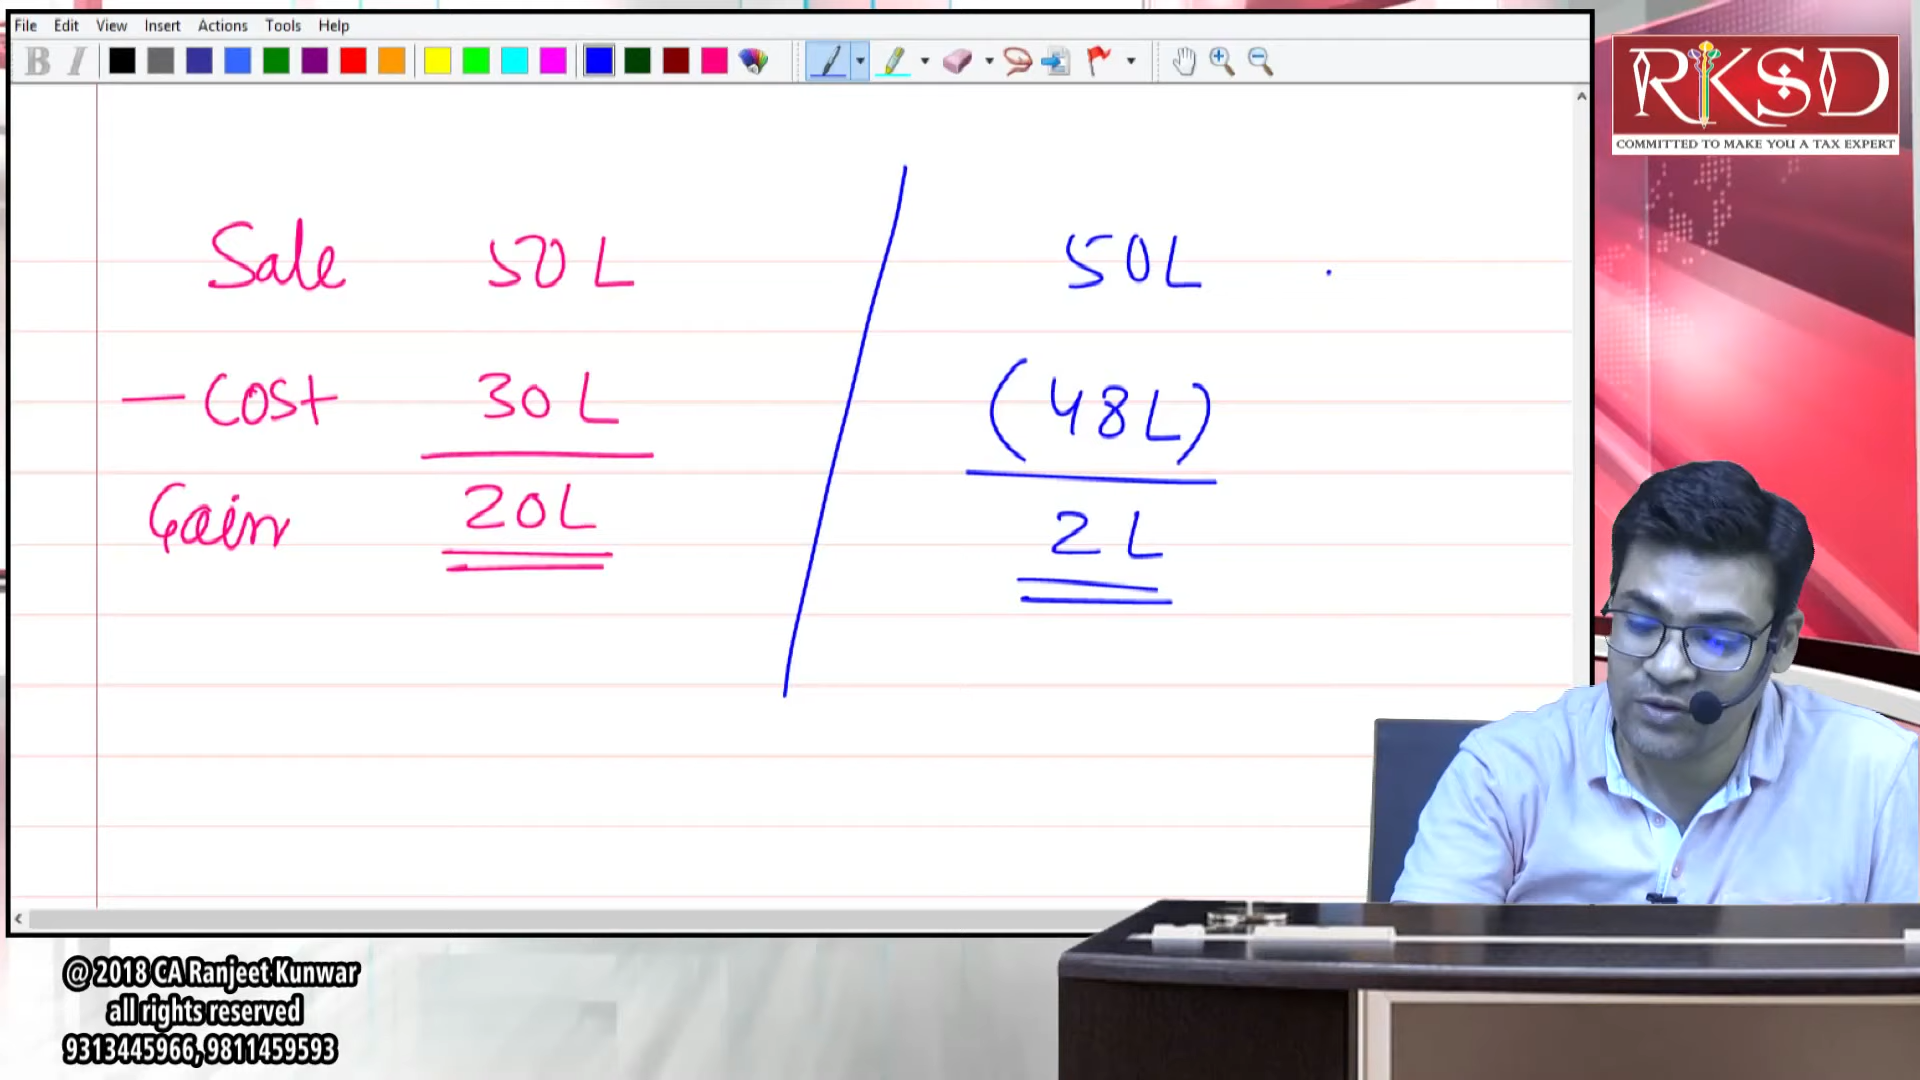 File Edit View Insert Actions Tools Help
B I
RKSD
COMMITTED TO MAKE YOU A TAX EXPERT
Sale 50 L
— Cost 30 L
Gain 20L
50L
(48L)
2 L
@ 2018 CA Ranjeet Kunwar
all rights reserved
9313445966, 9811459593